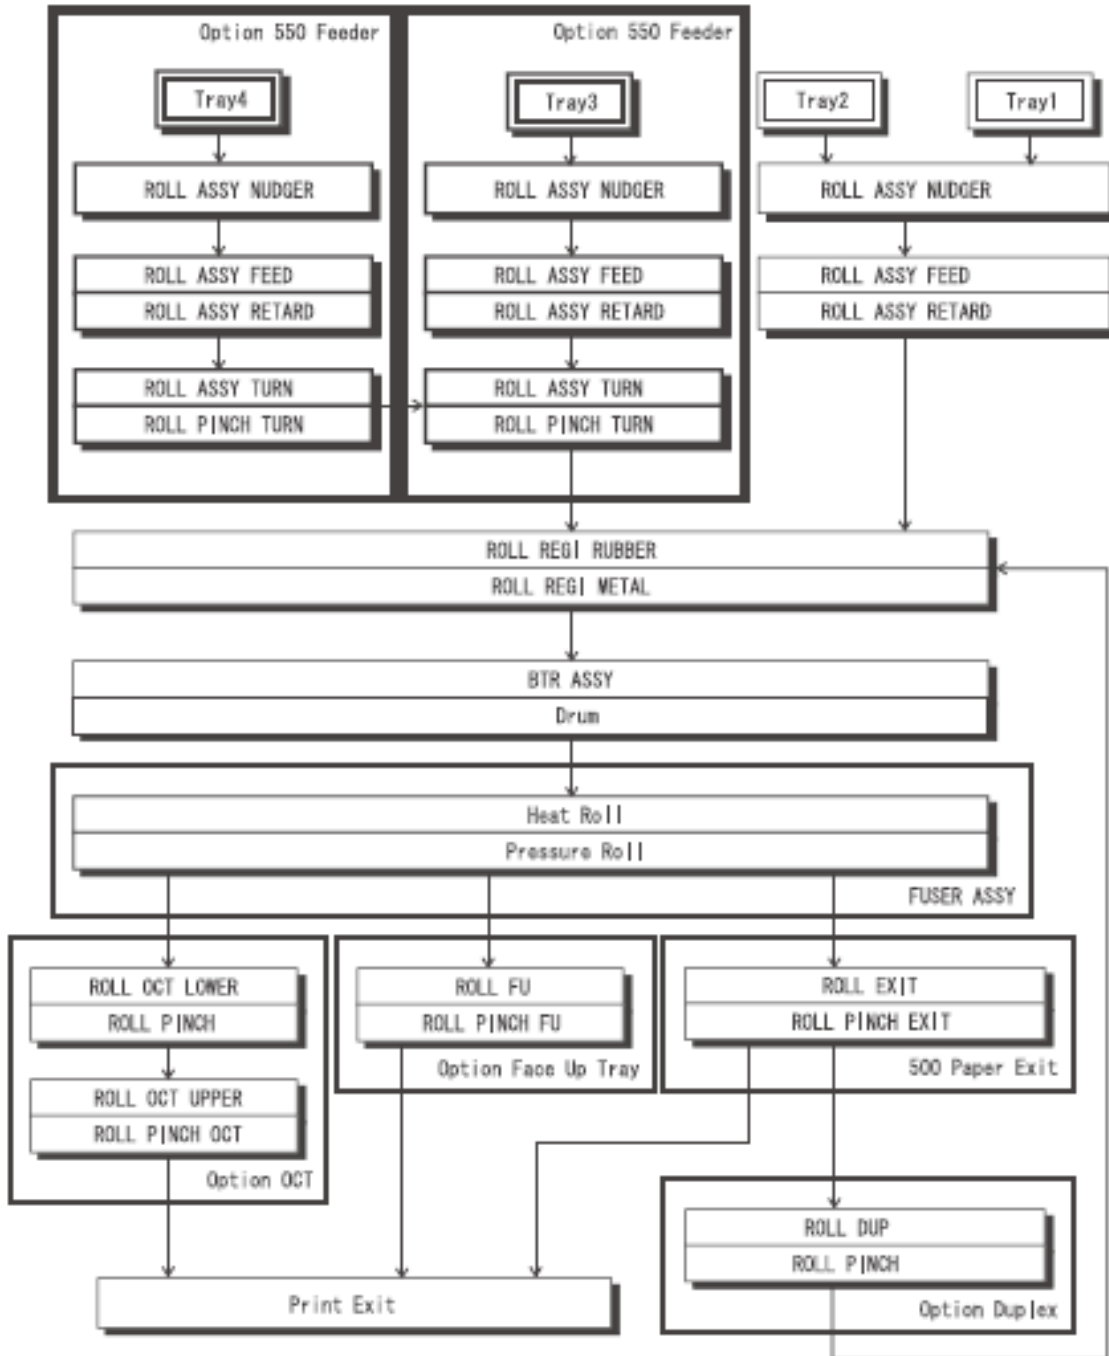 Option 550 Feeder
Option 550 Feeder
Tray4
Tray3
Tray2
Tray1
ROLL ASSY NUDGER
ROLL ASSY NUDGER
ROLL ASSY NUDGER
ROLL ASSY FEED
ROLL ASSY RETARD
ROLL ASSY FEED
ROLL ASSY RETARD
ROLL ASSY FEED
ROLL ASSY RETARD
ROLL ASSY TURN
ROLL PINCH TURN
ROLL ASSY TURN
ROLL PINCH TURN
ROLL REGI RUBBER
ROLL REGI METAL
BTR ASSY
Drum
Heat Roll
Pressure Roll
FUSER ASSY
ROLL OCT LOWER
ROLL PINCH
ROLL OCT UPPER
ROLL PINCH OCT
Option OCT
ROLL FU
ROLL PINCH FU
Option Face Up Tray
ROLL EXIT
ROLL PINCH EXIT
500 Paper Exit
ROLL DUP
ROLL PINCH
Option Duplex
Print Exit